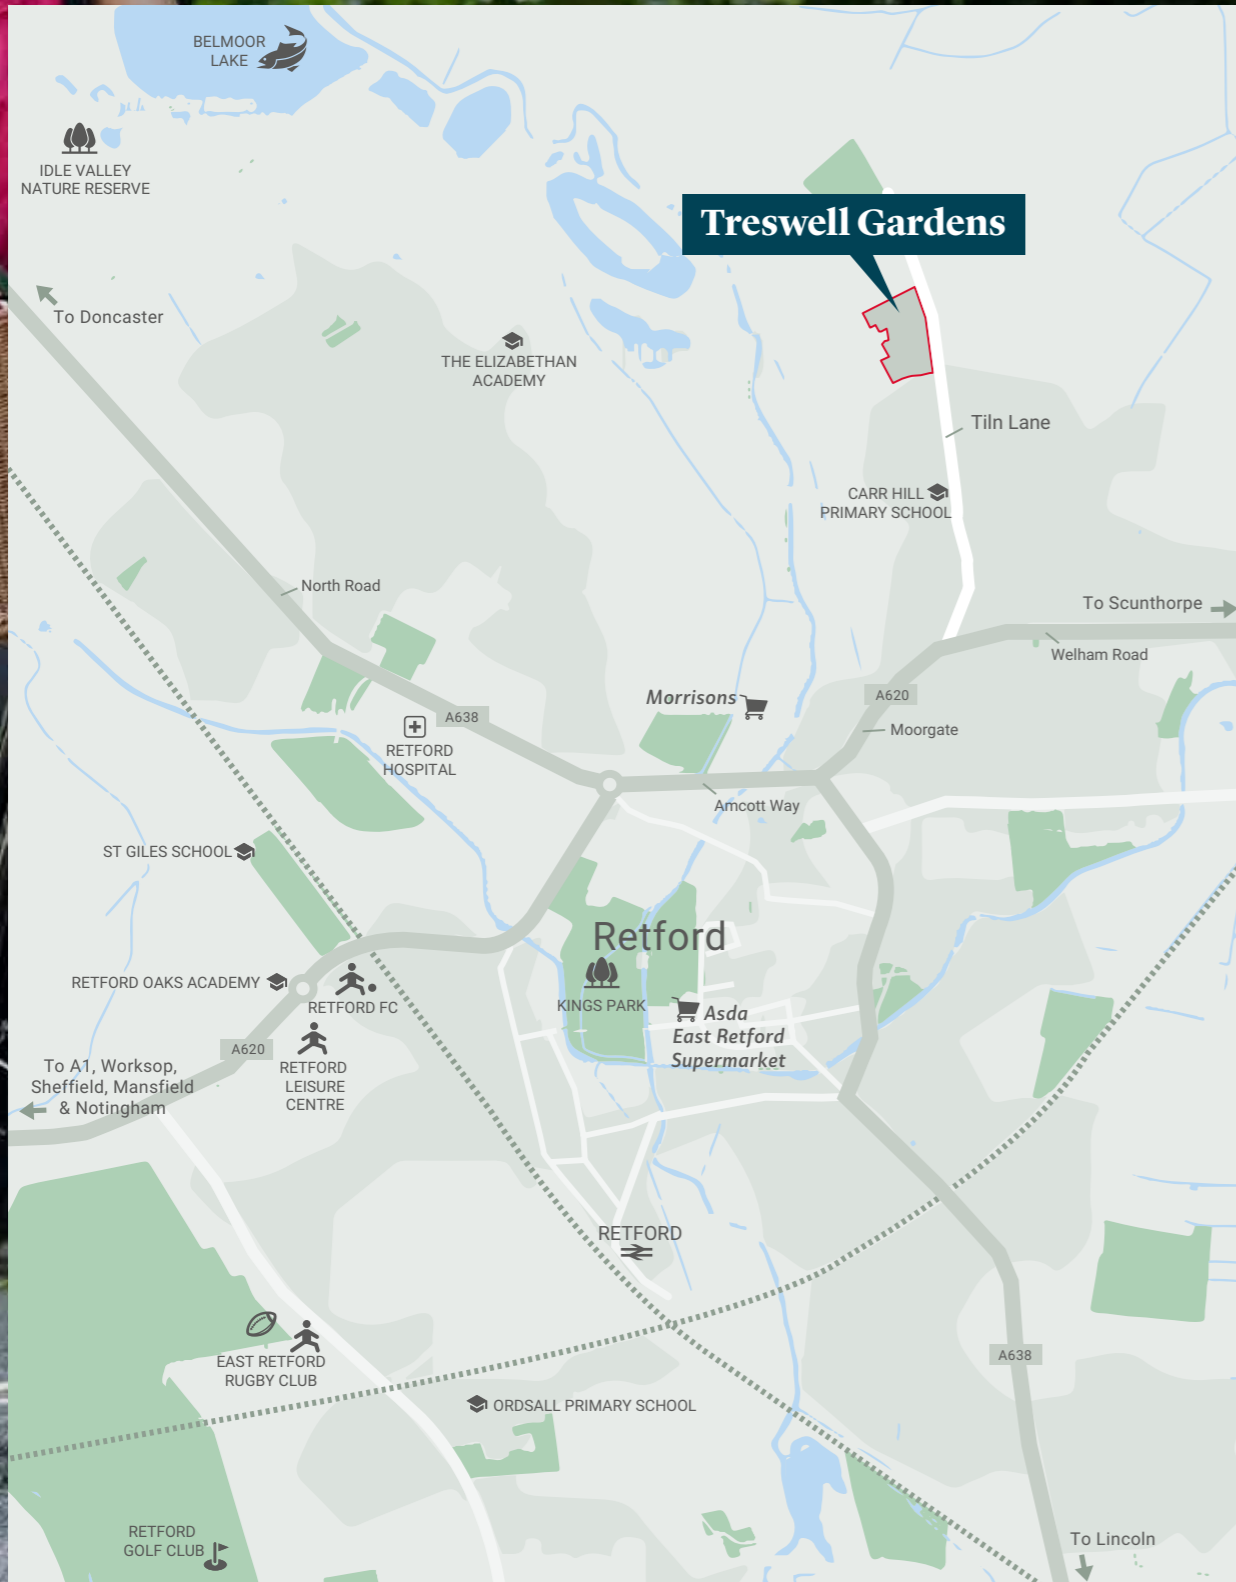 BELMOOR
LAKE
IDLE VALLEY
NATURE RESERVE
Treswell Gardens
To Doncaster
THE ELIZABETHAN
ACADEMY
Tiln Lane
CARR HILL
PRIMARY SCHOOL
North Road
To Scunthorpe
Welham Road
Morrisons
A620
A638
Moorgate
RETFORD
HOSPITAL
Amcott Way
ST GILES SCHOOL
Retford
RETFORD OAKS ACADEMY
RETFORD FC
KINGS PARK
Asda
East Retford
Supermarket
A620
To A1, Worksop,
Sheffield, Mansfield
& Notingham
RETFORD
LEISURE
CENTRE
RETFORD
A638
EAST RETFORD
RUGBY CLUB
ORDSALL PRIMARY SCHOOL
RETFORD
GOLF CLUB
To Lincoln